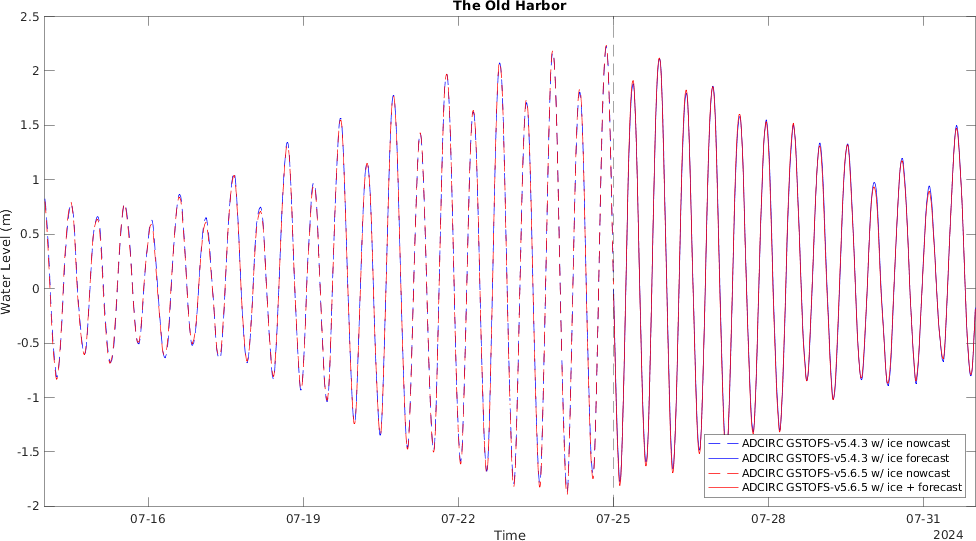 The Old Harbor
2.5
2
1.5
1
0.5
0
-0.5
-1
-1.5
-2
Water Level (m)
ADCIRC GSTOFS-v5.4.3 w/ ice nowcast
ADCIRC GSTOFS-v5.4.3 w/ ice forecast
ADCIRC GSTOFS-v5.6.5 w/ ice nowcast
ADCIRC GSTOFS-v5.6.5 w/ ice + forecast
07-16 07-19 07-22 07-25 07-28 07-31
Time 2024